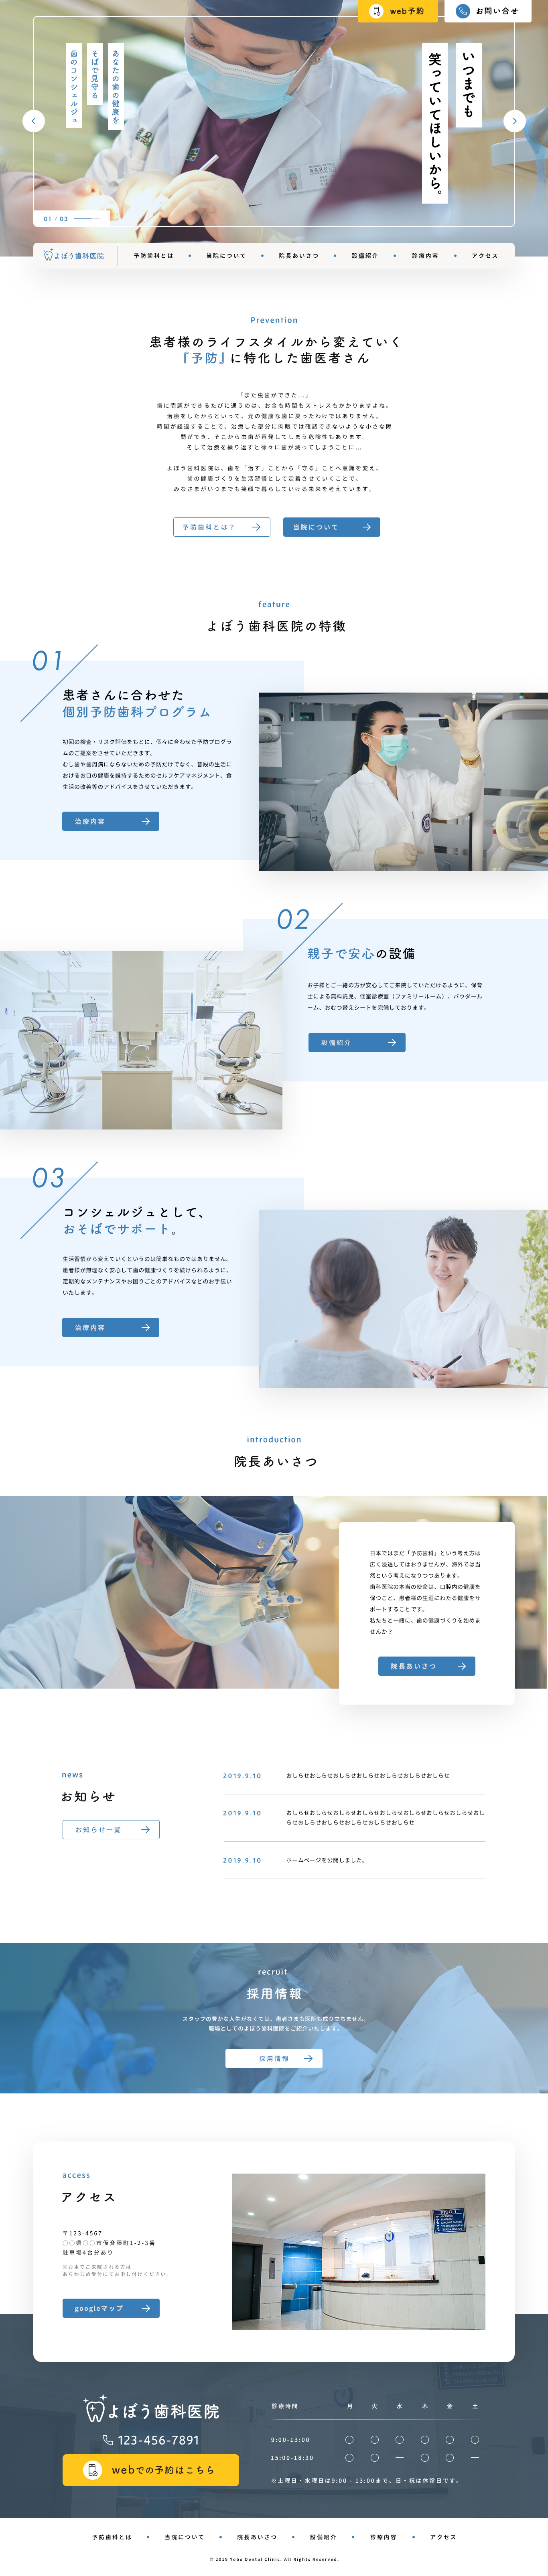 web予約
お問い合せ
いつまでも
笑っていてほしいから。
あなたの歯の健康を
そばで見守る
歯のコンシェルジュ
01 / 03
よぼう歯科医院
予防歯科とは
当院について
院長あいさつ
設備紹介
診療内容
アクセス
Prevention
患者様のライフスタイルから変えていく
『予防』に特化した歯医者さん
「また虫歯ができた…」
歯に問題ができるたびに通うのは、お金も時間もストレスもかかりますよね。
治療をしたからといって、元の健康な歯に戻ったわけではありません。
時間が経過することで、治療した部分に肉眼では確認できないような小さな隙
間ができ、そこから虫歯が再発してしまう危険性もあります。
そして治療を繰り返すと徐々に歯が減ってしまうことに…
よぼう歯科医院は、歯を「治す」ことから「守る」ことへ意識を変え、
歯の健康づくりを生活習慣として定着させていくことで、
みなさまがいつまでも笑顔で暮らしていける未来を考えています。
予防歯科とは？
当院について
feature
よぼう歯科医院の特徴
01
患者さんに合わせた
個別予防歯科プログラム
初回の検査・リスク評価をもとに、個々に合わせた予防プログラ
ムのご提案をさせていただきます。
むし歯や歯周病にならないための予防だけでなく、普段の生活に
おけるお口の健康を維持するためのセルフケアマネジメント、食
生活の改善等のアドバイスなどさせていただきます。
治療内容
02
親子で安心の設備
お子様とご一緒の方が安心してご来院していただけるように、保育
士による無料託児、個室診療室（ファミリールーム）、パウダール
ーム、おむつ替えシートを完備しております。
設備紹介
03
コンシェルジュとして、
おそばでサポート。
生活習慣から変えていくというのは簡単なものではありません。
患者様が無理なく安心して歯の健康づくりを続けられるように、
定期的なメンテナンスやお困りごとのアドバイスなどのお手伝い
いたします。
治療内容
introduction
院長あいさつ
日本ではまだ「予防歯科」という考え方は
広く浸透してはおりませんが、海外では当
然という考えになりつつあります。
歯科医院の本当の使命は、口腔内の健康を
保つこと、患者様の生涯にわたる健康をサ
ポートすることです。
私たちと一緒に、歯の健康づくりを始めま
せんか？
院長あいさつ
news
お知らせ
お知らせ一覧
2019.9.10
おしらせおしらせおしらせおしらせおしらせおしらせおしらせ
2019.9.10
おしらせおしらせおしらせおしらせおしらせおしらせおしらせおしらせおし
らせおしらせおしらせおしらせおしらせおしらせ
2019.9.10
ホームページを公開しました。
recruit
採用情報
スタッフの豊かな人生がなくては、患者さまも医院も成り立ちません。
職場としてのよぼう歯科医院をご紹介いたします。
採用情報
access
アクセス
〒123-4567
〇〇県〇〇市仮斉藤町1-2-3番
駐車場4台分あり
※お車でご来院される方は
あらかじめ受付にてお申し付けください。
googleマップ
PISO 1
よぼう歯科医院
123-456-7891
webでの予約はこちら
診療時間 月 火 水 木 金 土
9:00-13:00 〇 〇 〇 〇 〇 〇
15:00-18:30 〇 〇 ー 〇 〇 ー
※土曜日・水曜日は9:00 - 13:00まで、日・祝は休診日です。
予防歯科とは
当院について
院長あいさつ
設備紹介
診療内容
アクセス
© 2019 Yobo Dental Clinic. All Rights Reserved.